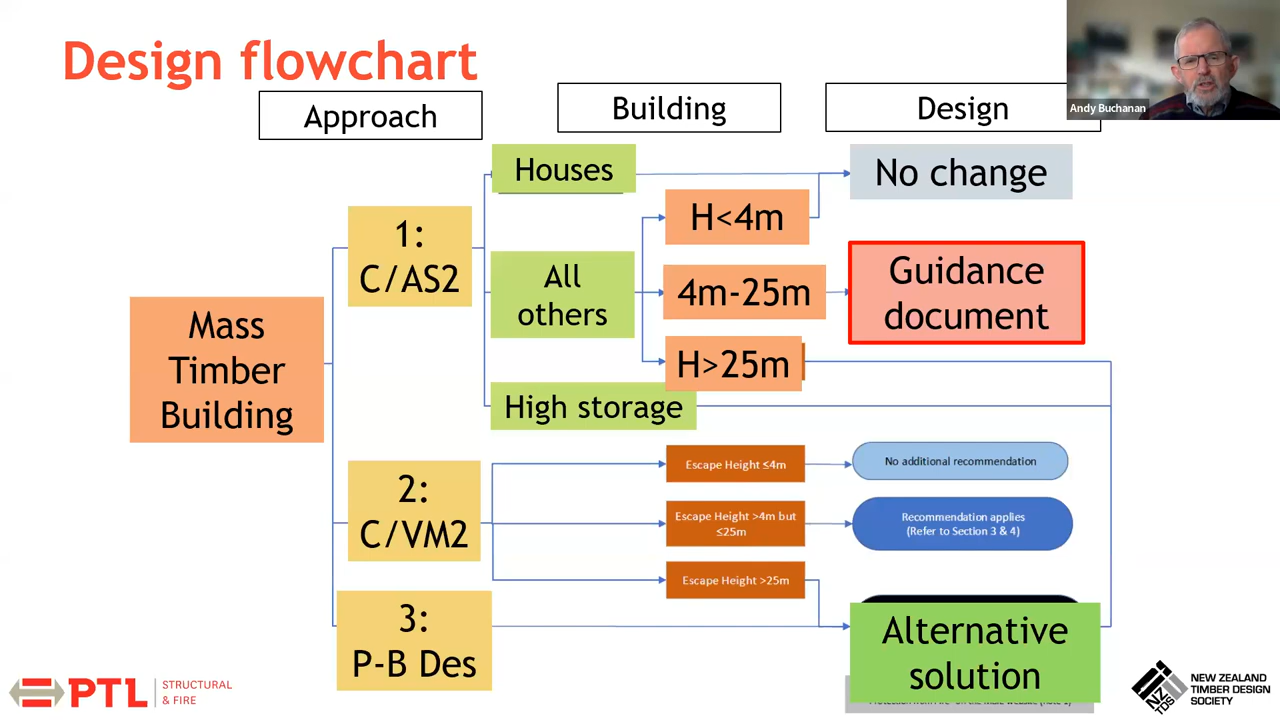 Design flowchart
Andy Buchanan
Approach
Building
Design
Houses
No change
H<4m
1:
C/AS2
All
others
4m-25m
Guidance
document
Mass
Timber
Building
H>25m
High storage
2:
C/VM2
Escape Height ≤4m
No additional recommendation
Escape Height >4m but
≤25m
Recommendation applies
(Refer to Section 3 & 4)
Escape Height >25m
3:
P-B Des
Alternative
solution
PTL
STRUCTURAL
& FIRE
NZ
TDS
NEW ZEALAND
TIMBER DESIGN
SOCIETY